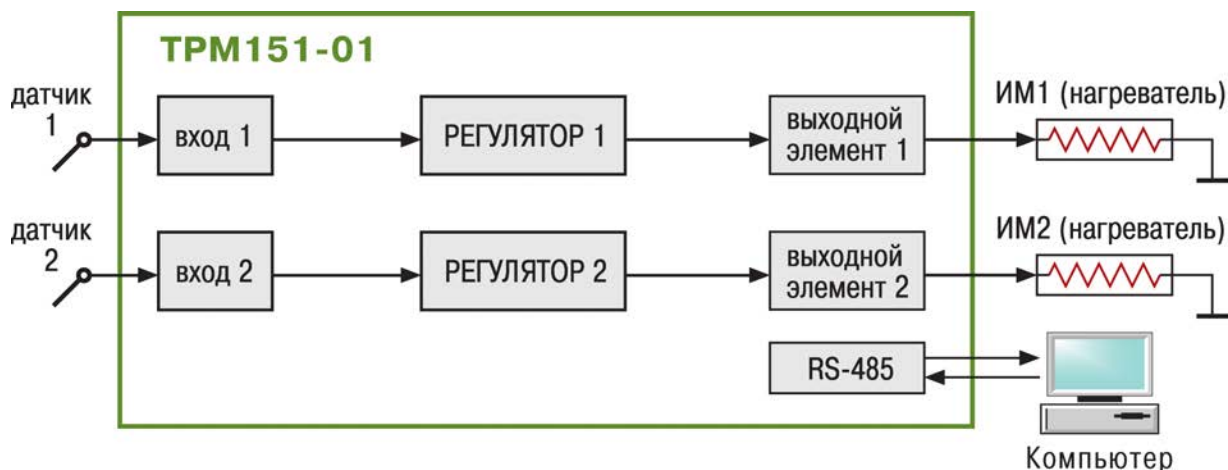 ТРМ151-01
датчик
1
вход 1
РЕГУЛЯТОР 1
выходной
элемент 1
ИМ1 (нагреватель)
датчик
2
вход 2
РЕГУЛЯТОР 2
выходной
элемент 2
ИМ2 (нагреватель)
RS-485
Компьютер